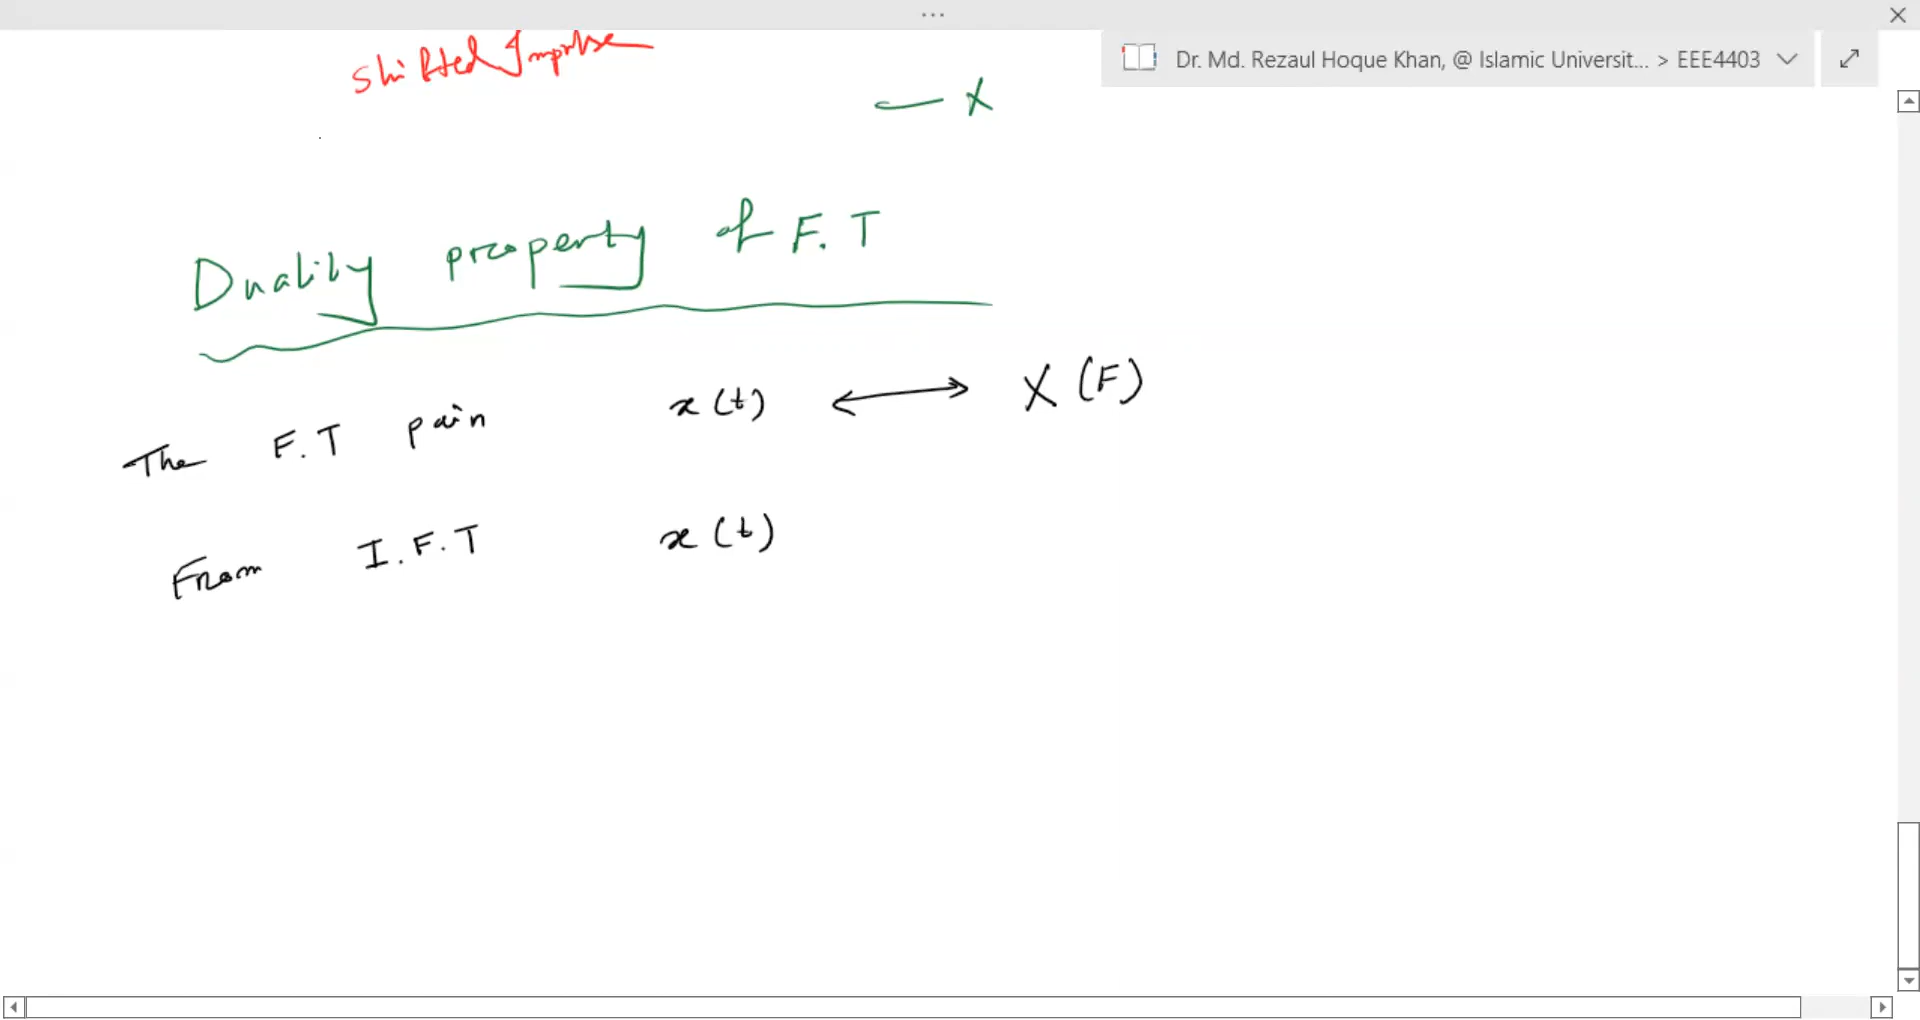 shifted Impulse
Dr. Md. Rezaul Hoque Khan, @ Islamic Universit... > EEE4403
— X
Duality property of F.T
The F.T pair x(t) ↔ X(F)
From I.F.T x(t)